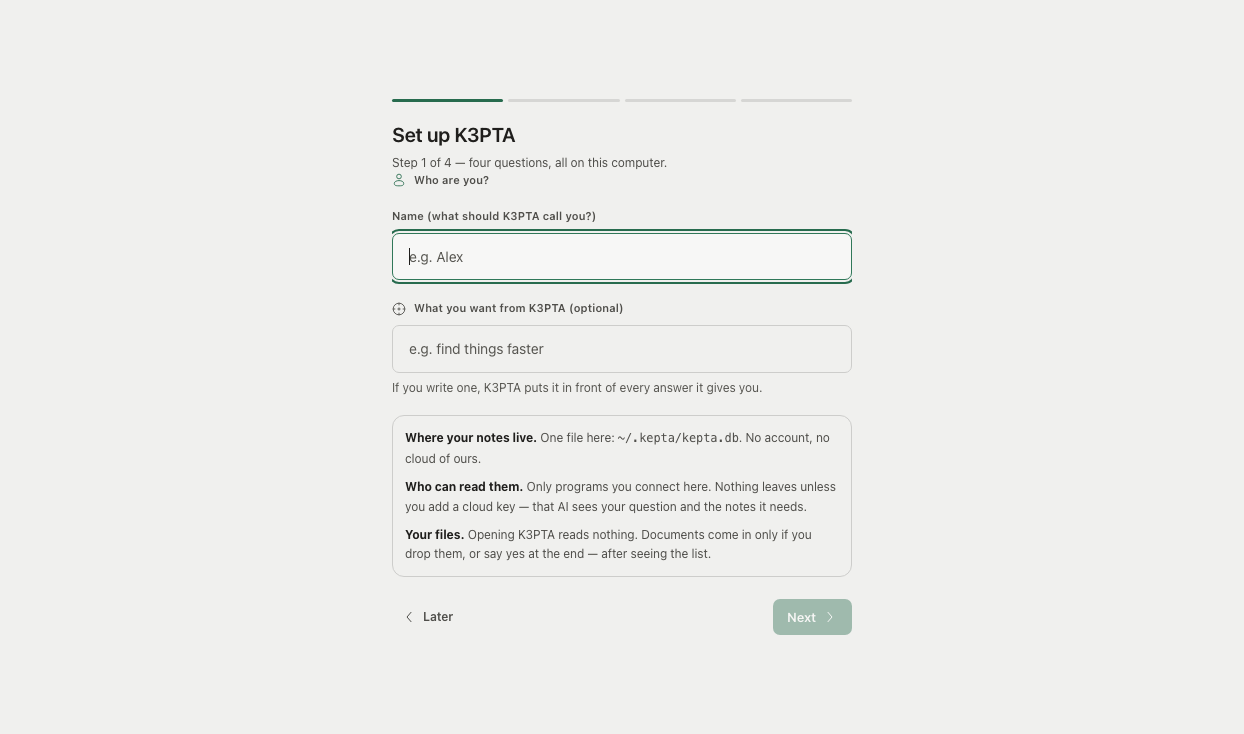 Set up K3PTA
Step 1 of 4 — four questions, all on this computer.
Who are you?
Name (what should K3PTA call you?)
e.g. Alex
What you want from K3PTA (optional)
e.g. find things faster
If you write one, K3PTA puts it in front of every answer it gives you.
Where your notes live. One file here: ~/.kepta/kepta.db. No account, no
cloud of ours.
Who can read them. Only programs you connect here. Nothing leaves unless
you add a cloud key — that AI sees your question and the notes it needs.
Your files. Opening K3PTA reads nothing. Documents come in only if you
drop them, or say yes at the end — after seeing the list.
Later
Next